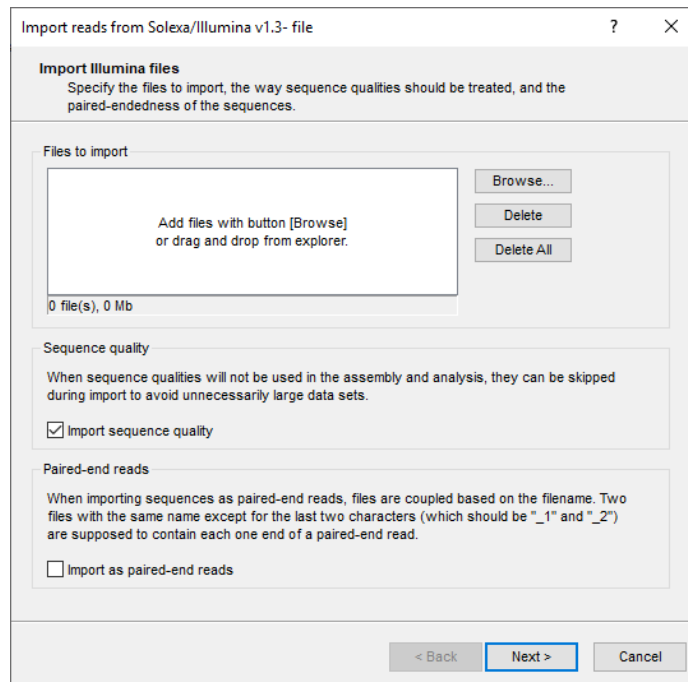 Import reads from Solexa/Illumina v1.3- file
Import Illumina files
Specify the files to import, the way sequence qualities should be treated, and the
paired-endedness of the sequences.
Files to import
Add files with button [Browse]
or drag and drop from explorer.
Browse...
Delete
Delete All
0 file(s), 0 Mb
Sequence quality
When sequence qualities will not be used in the assembly and analysis, they can be skipped
during import to avoid unnecessarily large data sets.
Import sequence quality
Paired-end reads
When importing sequences as paired-end reads, files are coupled based on the filename. Two
files with the same name except for the last two characters (which should be "_1" and "_2")
are supposed to contain each one end of a paired-end read.
Import as paired-end reads
< Back
Next >
Cancel